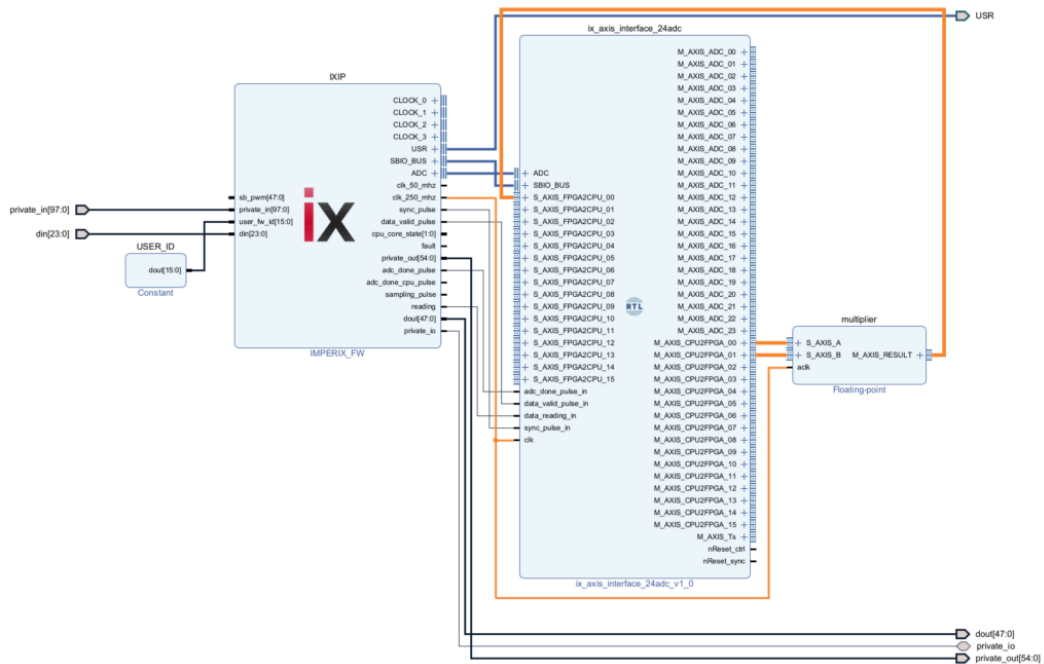 USR
ix_axis_interface_24adc
IXIP
CLOCK_0
CLOCK_1
CLOCK_2
CLOCK_3
USR
SBIO_BUS
ADC
clk_50_mhz
clk_250_mhz
sync_pulse
data_valid_pulse
cpu_core_state[1:0]
fault
private_out[54:0]
adc_done_pulse
adc_done_cpu_pulse
sampling_pulse
reading
dout[47:0]
private_io
sb_pwm[47:0]
private_in[97:0]
user_fw_id[15:0]
din[23:0]
ix
IMPERIX_FW
private_in[97:0]
din[23:0]
USER_ID
dout[15:0]
Constant
ADC
SBIO_BUS
S_AXIS_FPGA2CPU_00
S_AXIS_FPGA2CPU_01
S_AXIS_FPGA2CPU_02
S_AXIS_FPGA2CPU_03
S_AXIS_FPGA2CPU_04
S_AXIS_FPGA2CPU_05
S_AXIS_FPGA2CPU_06
S_AXIS_FPGA2CPU_07
S_AXIS_FPGA2CPU_08
S_AXIS_FPGA2CPU_09
S_AXIS_FPGA2CPU_10
S_AXIS_FPGA2CPU_11
S_AXIS_FPGA2CPU_12
S_AXIS_FPGA2CPU_13
S_AXIS_FPGA2CPU_14
S_AXIS_FPGA2CPU_15
adc_done_pulse_in
data_valid_pulse_in
data_reading_in
sync_pulse_in
clk
RTL
M_AXIS_ADC_00
M_AXIS_ADC_01
M_AXIS_ADC_02
M_AXIS_ADC_03
M_AXIS_ADC_04
M_AXIS_ADC_05
M_AXIS_ADC_06
M_AXIS_ADC_07
M_AXIS_ADC_08
M_AXIS_ADC_09
M_AXIS_ADC_10
M_AXIS_ADC_11
M_AXIS_ADC_12
M_AXIS_ADC_13
M_AXIS_ADC_14
M_AXIS_ADC_15
M_AXIS_ADC_16
M_AXIS_ADC_17
M_AXIS_ADC_18
M_AXIS_ADC_19
M_AXIS_ADC_20
M_AXIS_ADC_21
M_AXIS_ADC_22
M_AXIS_ADC_23
M_AXIS_CPU2FPGA_00
M_AXIS_CPU2FPGA_01
M_AXIS_CPU2FPGA_02
M_AXIS_CPU2FPGA_03
M_AXIS_CPU2FPGA_04
M_AXIS_CPU2FPGA_05
M_AXIS_CPU2FPGA_06
M_AXIS_CPU2FPGA_07
M_AXIS_CPU2FPGA_08
M_AXIS_CPU2FPGA_09
M_AXIS_CPU2FPGA_10
M_AXIS_CPU2FPGA_11
M_AXIS_CPU2FPGA_12
M_AXIS_CPU2FPGA_13
M_AXIS_CPU2FPGA_14
M_AXIS_CPU2FPGA_15
M_AXIS_Ts
nReset_ctrl
nReset_sync
ix_axis_interface_24adc_v1_0
multiplier
S_AXIS_A
S_AXIS_B
aclk
M_AXIS_RESULT
Floating-point
dout[47:0]
private_io
private_out[54:0]